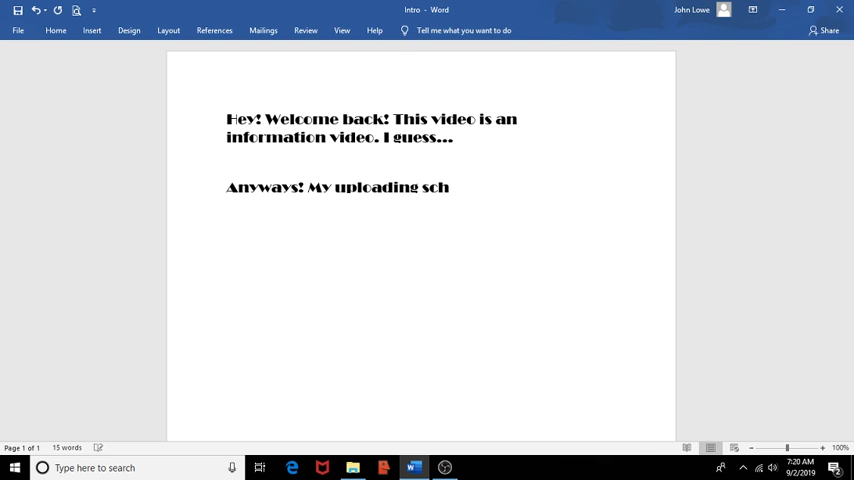 Intro - Word
John Lowe
File Home Insert Design Layout References Mailings Review View Help Tell me what you want to do Share
Hey! Welcome back! This video is an
information video. I guess...
Anyways! My uploading sch
Page 1 of 1 15 words 100%
Type here to search
7:20 AM
9/2/2019
2